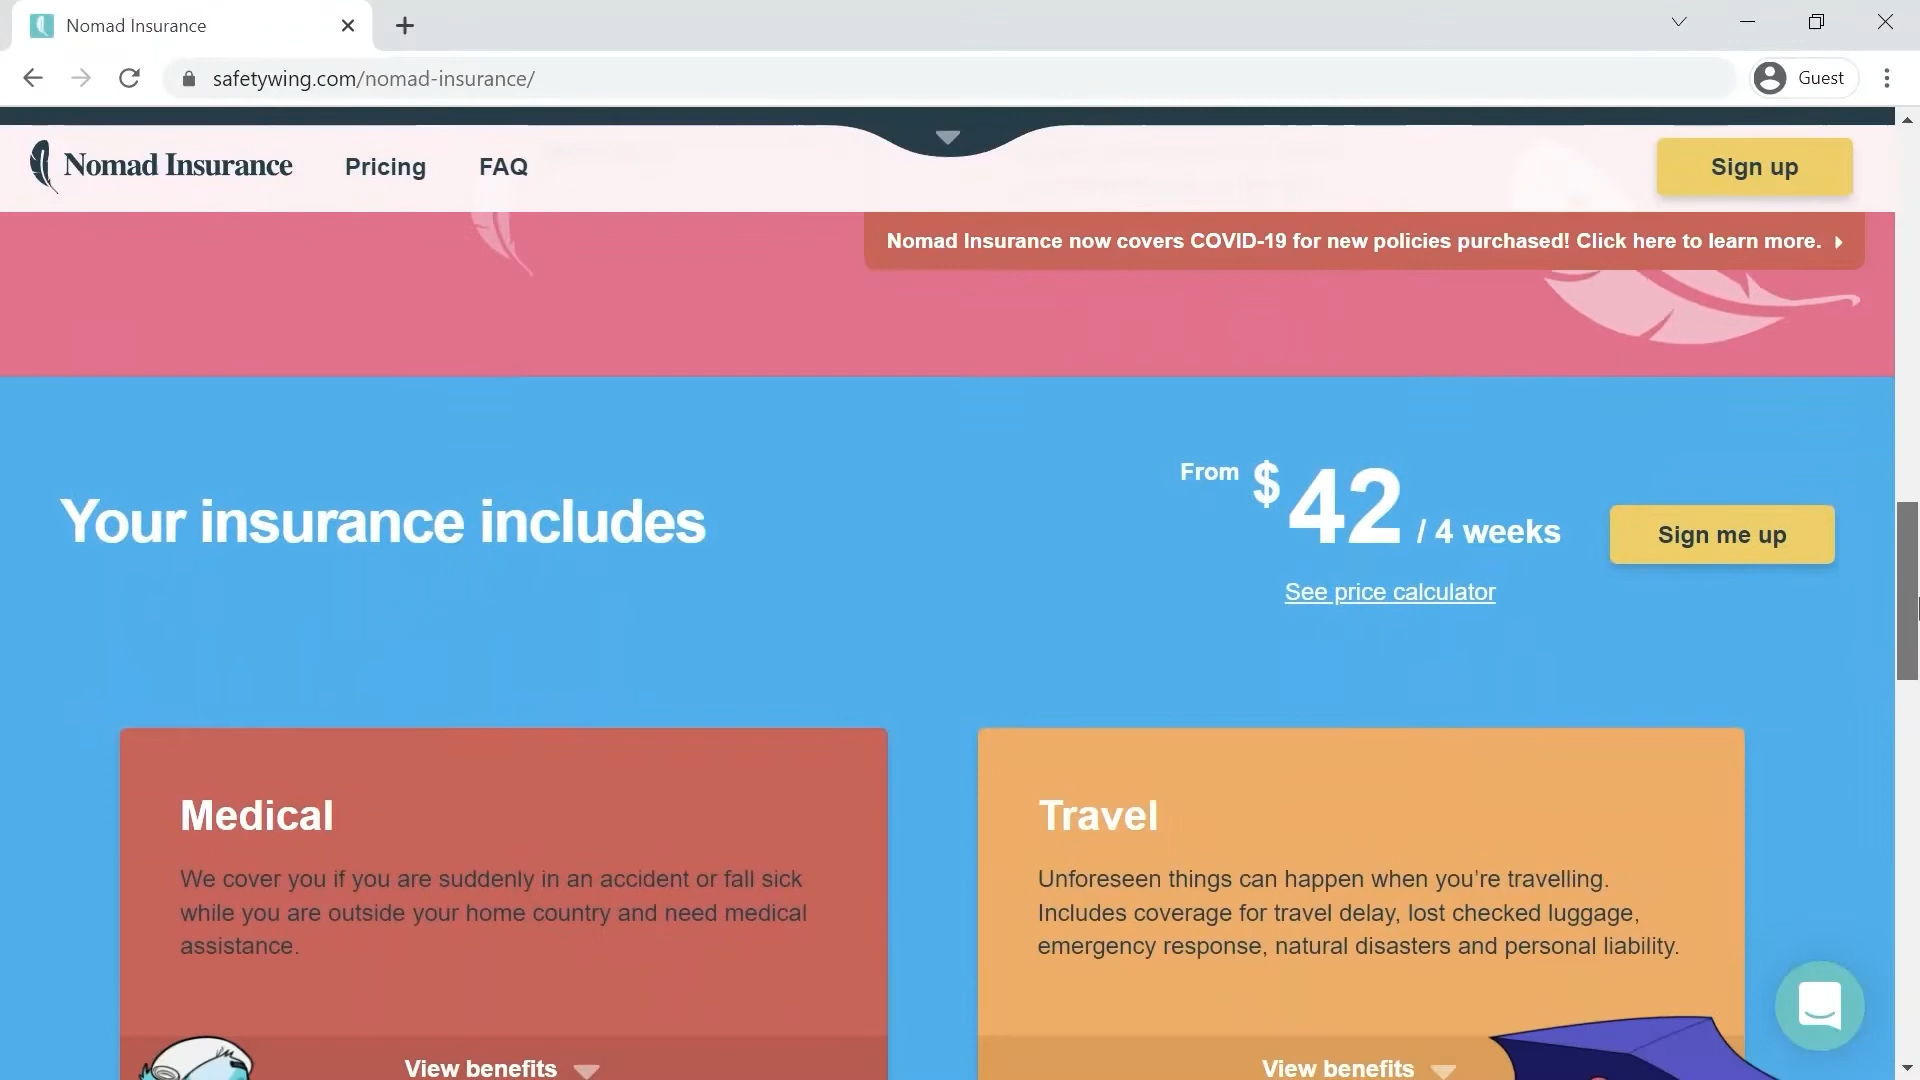 Nomad Insurance
safetywing.com/nomad-insurance/
Guest
Nomad Insurance Pricing FAQ Sign up
Nomad Insurance now covers COVID-19 for new policies purchased! Click here to learn more.
Your insurance includes
From $42 / 4 weeks
Sign me up
See price calculator
Medical
We cover you if you are suddenly in an accident or fall sick
while you are outside your home country and need medical
assistance.
View benefits
Travel
Unforeseen things can happen when you're travelling.
Includes coverage for travel delay, lost checked luggage,
emergency response, natural disasters and personal liability.
View benefits